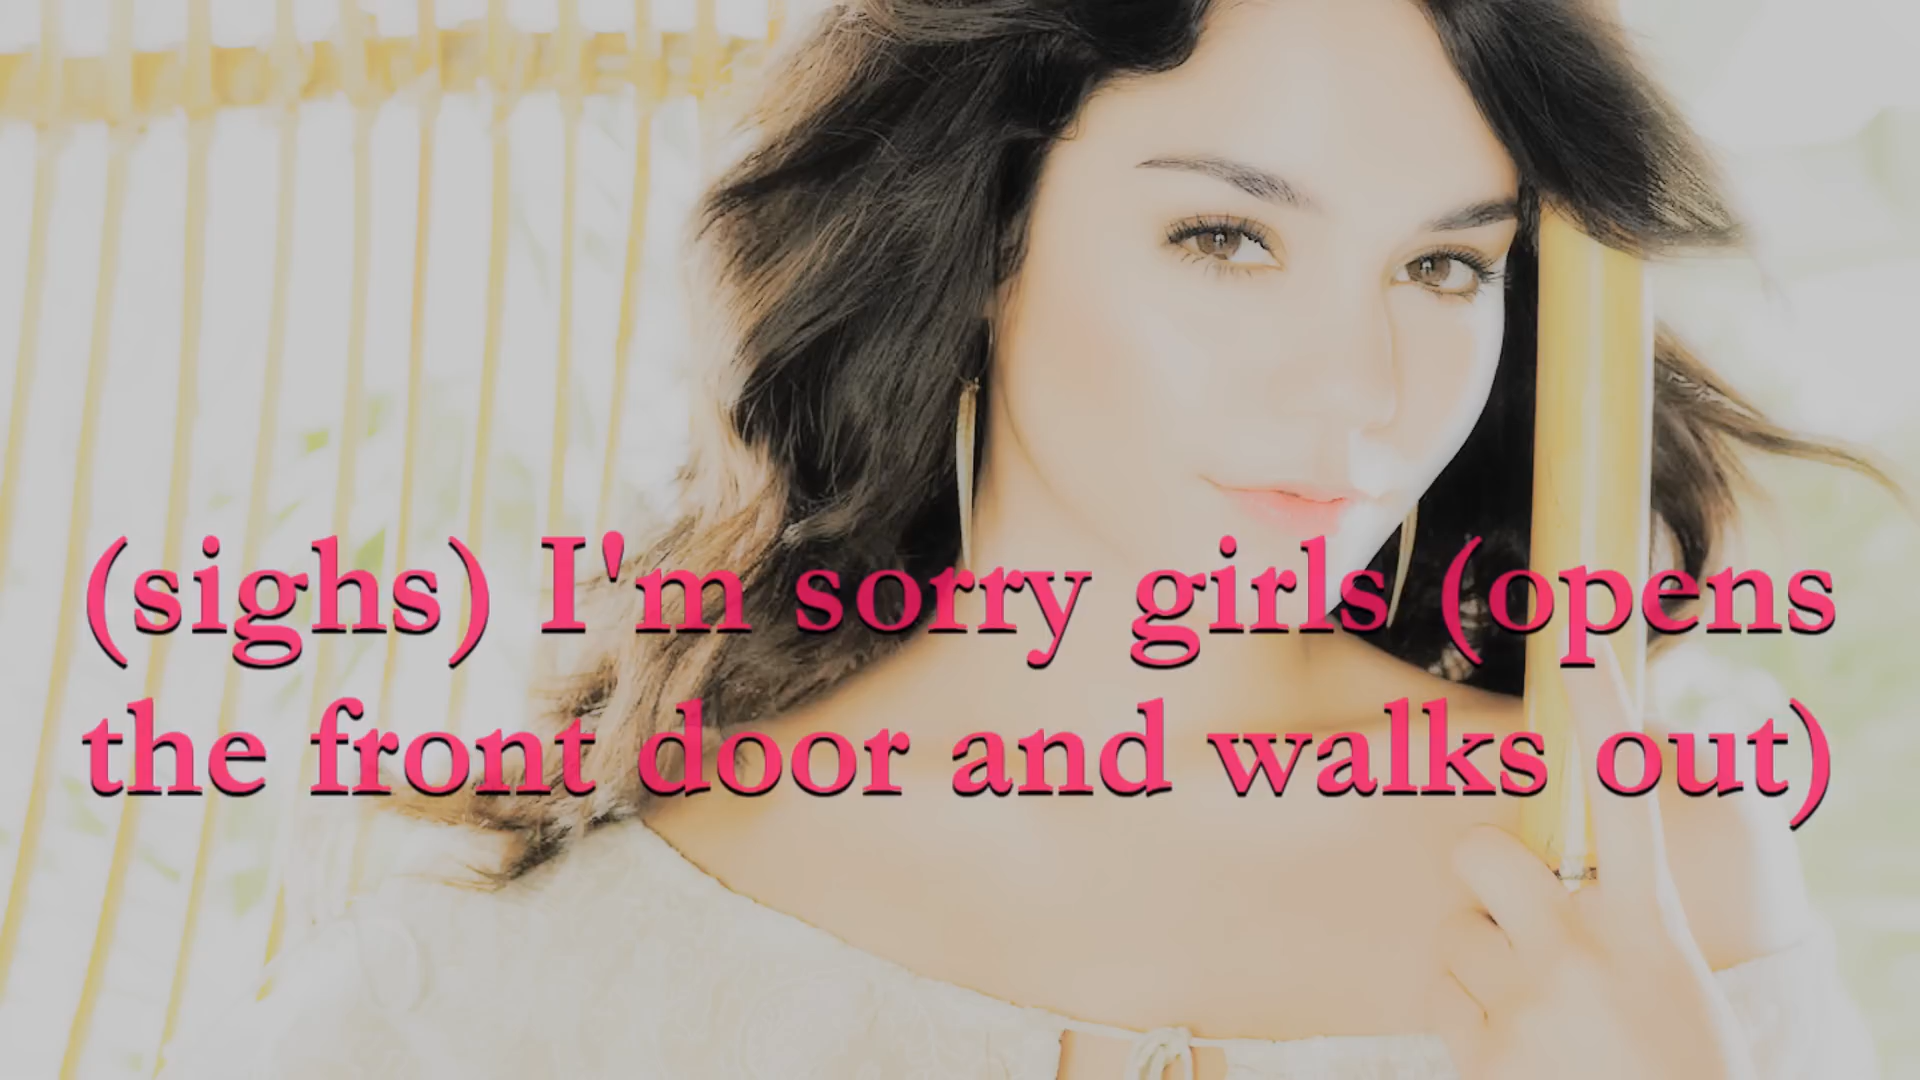 (sighs) I'm sorry girls (opens
the front door and walks out)